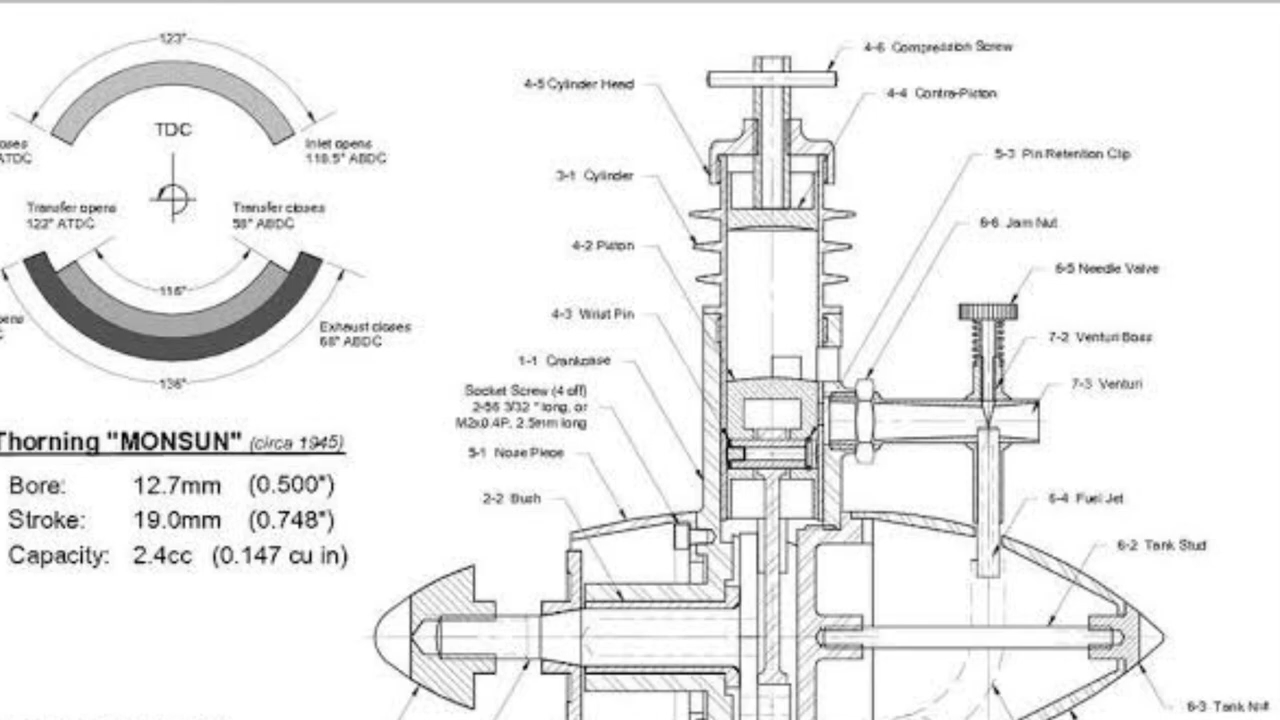 123°
TDC
oses
ATDC
Inlet opens
118.5° ABDC
Transfer opens
122° ATDC
Transfer closes
58° ABDC
116°
pens
Exhaust closes
68° ABDC
136°
Thorning "MONSUN" (circa 1945)
Bore: 12.7mm (0.500")
Stroke: 19.0mm (0.748")
Capacity: 2.4cc (0.147 cu in)
4-6 Compression Screw
4-5 Cylinder Head
4-4 Contra-Piston
5-3 Pin Retention Clip
3-1 Cylinder
6-6 Jam Nut
4-2 Piston
6-5 Needle Valve
4-3 Wrist Pin
7-2 Venturi Boss
1-1 Crankcase
7-3 Venturi
Socket Screw (4 off)
2-56 3/32 " long, or
M2x0.4P, 2.5mm long
5-1 Nose Piece
2-2 Bush
6-4 Fuel Jet
6-2 Tank Stud
6-3 Tank Nut